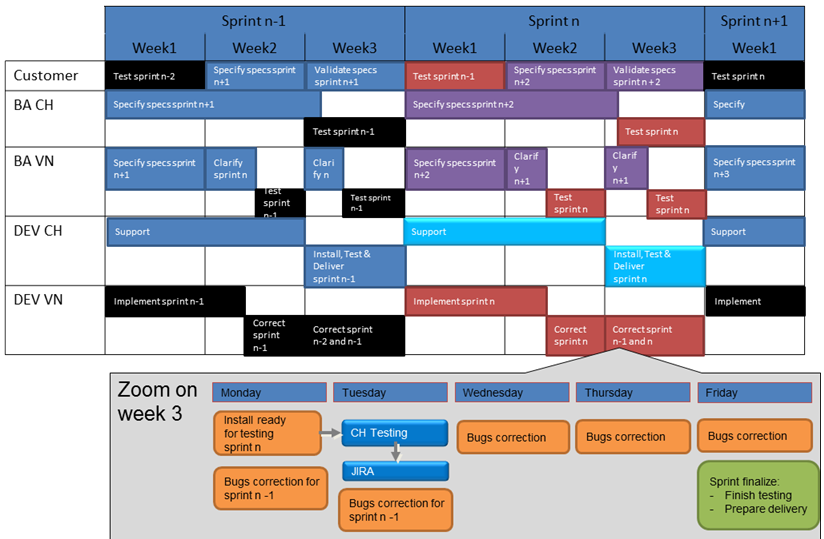 Sprint n-1 Sprint n Sprint n+1
Week1 Week2 Week3 Week1 Week2 Week3 Week1
Customer Test sprint n-2 Specify specs sprint n+1 Validate specs sprint n+1 Test sprint n-1 Specify specs sprint n+2 Validate specs sprint n+2 Test sprint n
BA CH Specify specs sprint n+1 Specify specs sprint n+2 Specify
Test sprint n-1 Test sprint n
BA VN Specify specs sprint n+1 Clarify sprint n Clari fy n Specify specs sprint n+2 Clarif y n+1 Clarif y n+1 Specify specs sprint n+3
Test sprint n-1 Test sprint n-1 Test sprint n Test sprint n
DEV CH Support Support Support
Install, Test & Deliver sprint n-1 Install, Test & Deliver sprint n
DEV VN Implement sprint n-1 Implement sprint n Implement
Correct sprint n-1 Correct sprint n-2 and n-1 Correct sprint n Correct sprint n-1 and n
Zoom on
week 3
Monday Tuesday Wednesday Thursday Friday
Install ready
for testing
sprint n
CH Testing
Bugs correction Bugs correction Bugs correction
JIRA
Bugs correction for
sprint n -1
Bugs correction for
sprint n -1
Sprint finalize:
- Finish testing
- Prepare delivery